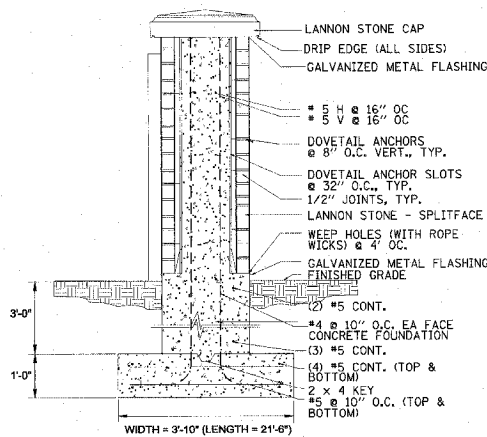 LANNON STONE CAP
DRIP EDGE (ALL SIDES)
GALVANIZED METAL FLASHING
# 5 H @ 16" OC
# 5 V @ 16" OC
DOVETAIL ANCHORS
@ 8" O.C. VERT., TYP.
DOVETAIL ANCHOR SLOTS
@ 32" O.C., TYP.
1/2" JOINTS, TYP.
LANNON STONE - SPLITFACE
WEEP HOLES (WITH ROPE
WICKS) @ 4' OC.
GALVANIZED METAL FLASHING
FINISHED GRADE
(2) #5 CONT.
#4 @ 10" O.C. EA FACE
CONCRETE FOUNDATION
(3) #5 CONT.
(4) #5 CONT. (TOP &
BOTTOM)
2 x 4 KEY
#5 @ 10" O.C. (TOP &
BOTTOM)
3'-0"
1'-0"
WIDTH = 3'-10" (LENGTH = 21'-6")